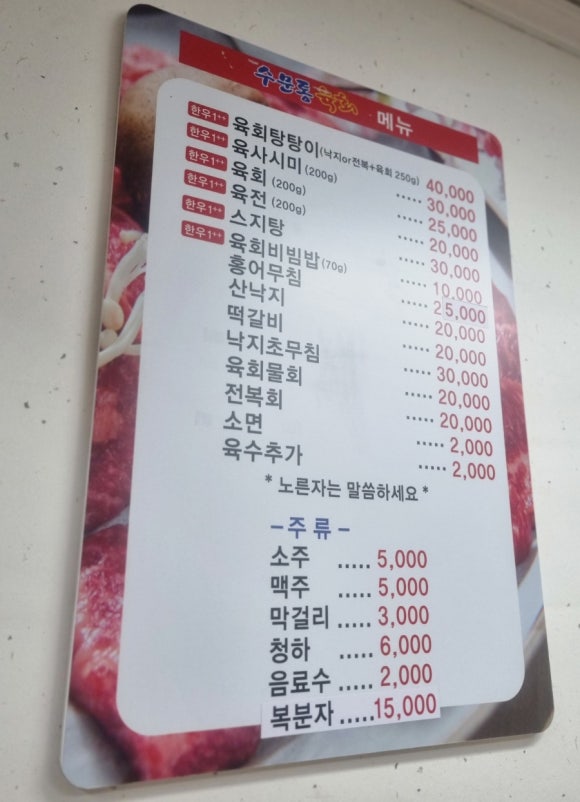 수문통육회 메뉴
한우1++ 육회탕탕이(낙지or전복+육회 250g) 40,000
한우1++ 육사시미 (200g) ..... 30,000
한우1++ 육회 (200g) ..... 25,000
한우1++ 육전 (200g) ..... 20,000
한우1++ 스지탕 ..... 30,000
한우1++ 육회비빔밥(70g) ..... 10,000
홍어무침 ..... 25,000
산낙지 ..... 20,000
떡갈비 ..... 20,000
낙지초무침 ..... 30,000
육회물회 ..... 20,000
전복회 ..... 20,000
소면 ..... 2,000
육수추가 ..... 2,000
* 노른자는 말씀하세요 *
-주 류-
소주 ..... 5,000
맥주 ..... 5,000
막걸리 ..... 3,000
청하 ..... 6,000
음료수 ..... 2,000
복분자 .....15,000